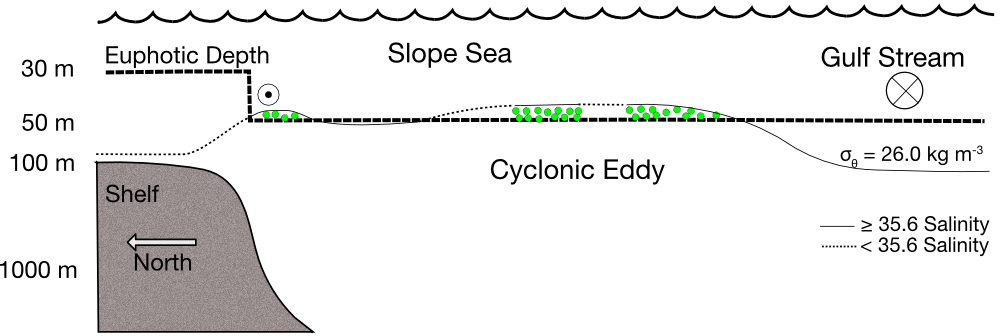 Euphotic Depth
Slope Sea
Gulf Stream
30 m
50 m
100 m
σθ = 26.0 kg m-3
Cyclonic Eddy
Shelf
≥ 35.6 Salinity
< 35.6 Salinity
North
1000 m